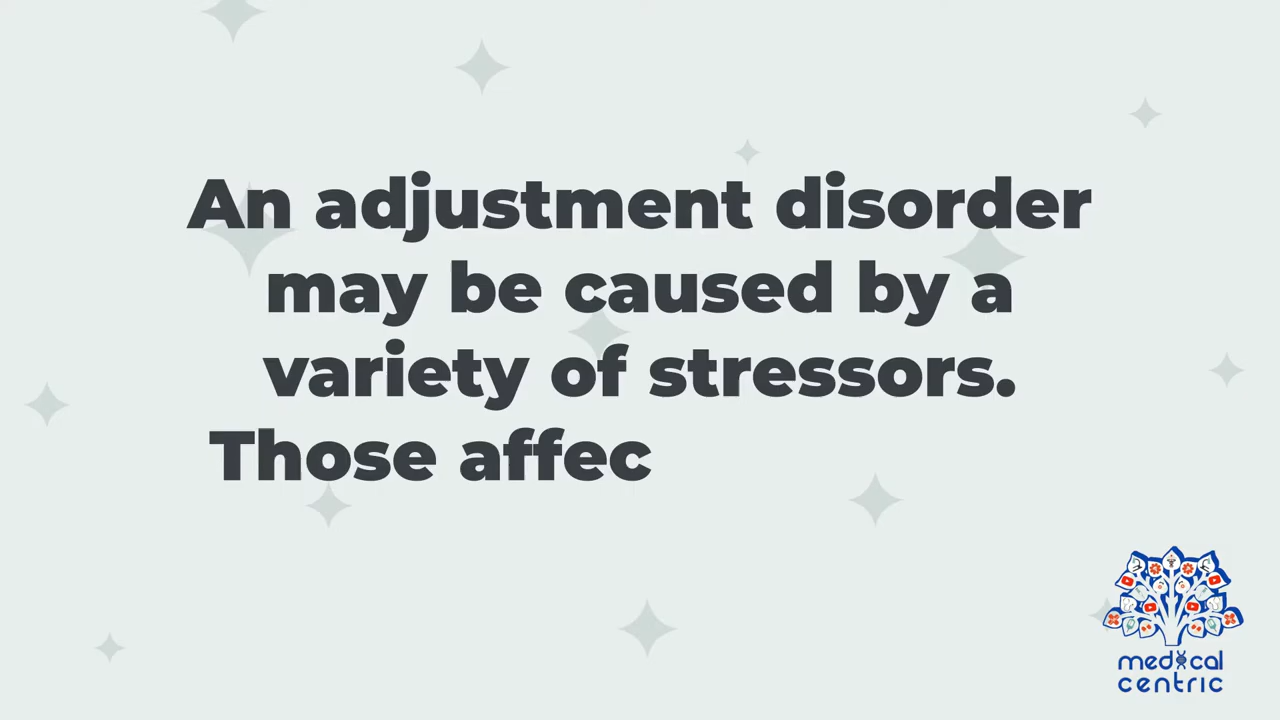 An adjustment disorder
may be caused by a
variety of stressors.
Those affec
medical
centric